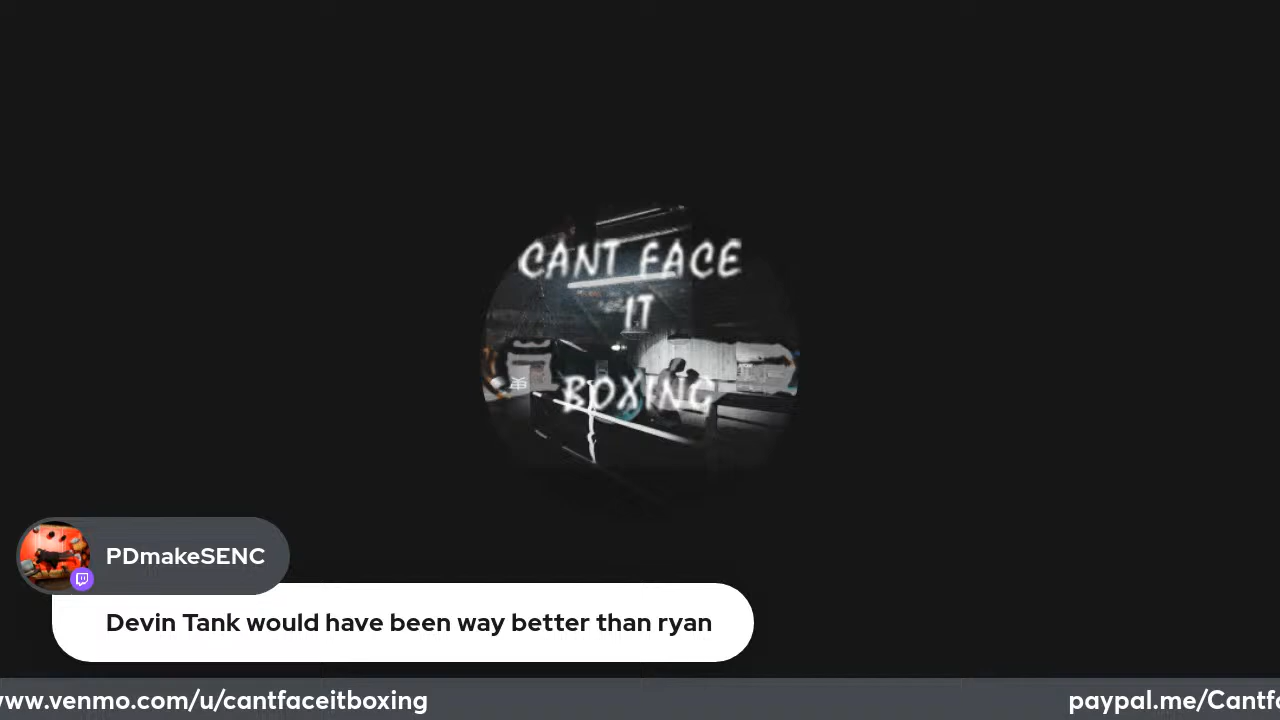 CANT FACE
IT
BOXING
PDmakeSENC
Devin Tank would have been way better than ryan
www.venmo.com/u/cantfaceitboxing
paypal.me/Cantfa